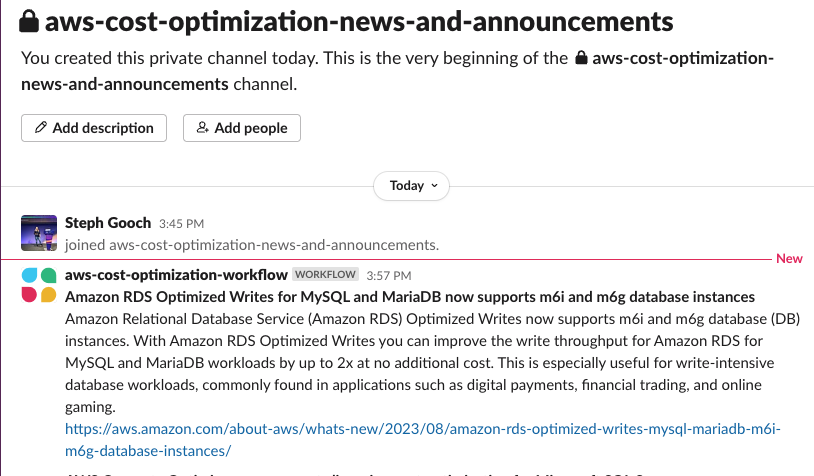 aws-cost-optimization-news-and-announcements
You created this private channel today. This is the very beginning of the aws-cost-optimization-
news-and-announcements channel.
Add description Add people
Today
Steph Gooch 3:45 PM
joined aws-cost-optimization-news-and-announcements.
New
aws-cost-optimization-workflow WORKFLOW 3:57 PM
Amazon RDS Optimized Writes for MySQL and MariaDB now supports m6i and m6g database instances
Amazon Relational Database Service (Amazon RDS) Optimized Writes now supports m6i and m6g database (DB)
instances. With Amazon RDS Optimized Writes you can improve the write throughput for Amazon RDS for
MySQL and MariaDB workloads by up to 2x at no additional cost. This is especially useful for write-intensive
database workloads, commonly found in applications such as digital payments, financial trading, and online
gaming.
https://aws.amazon.com/about-aws/whats-new/2023/08/amazon-rds-optimized-writes-mysql-mariadb-m6i-
m6g-database-instances/